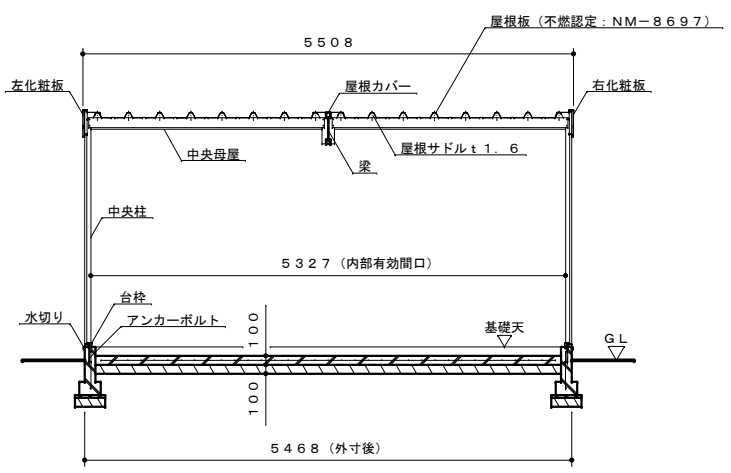 屋根板（不燃認定：NM－8697）
5508
左化粧板
屋根カバー
右化粧板
中央母屋
屋根サドルｔ1．6
梁
中央柱
5327（内部有効間口）
台枠
水切り
アンカーボルト
100
基礎天
GL
100
5468（外寸後）